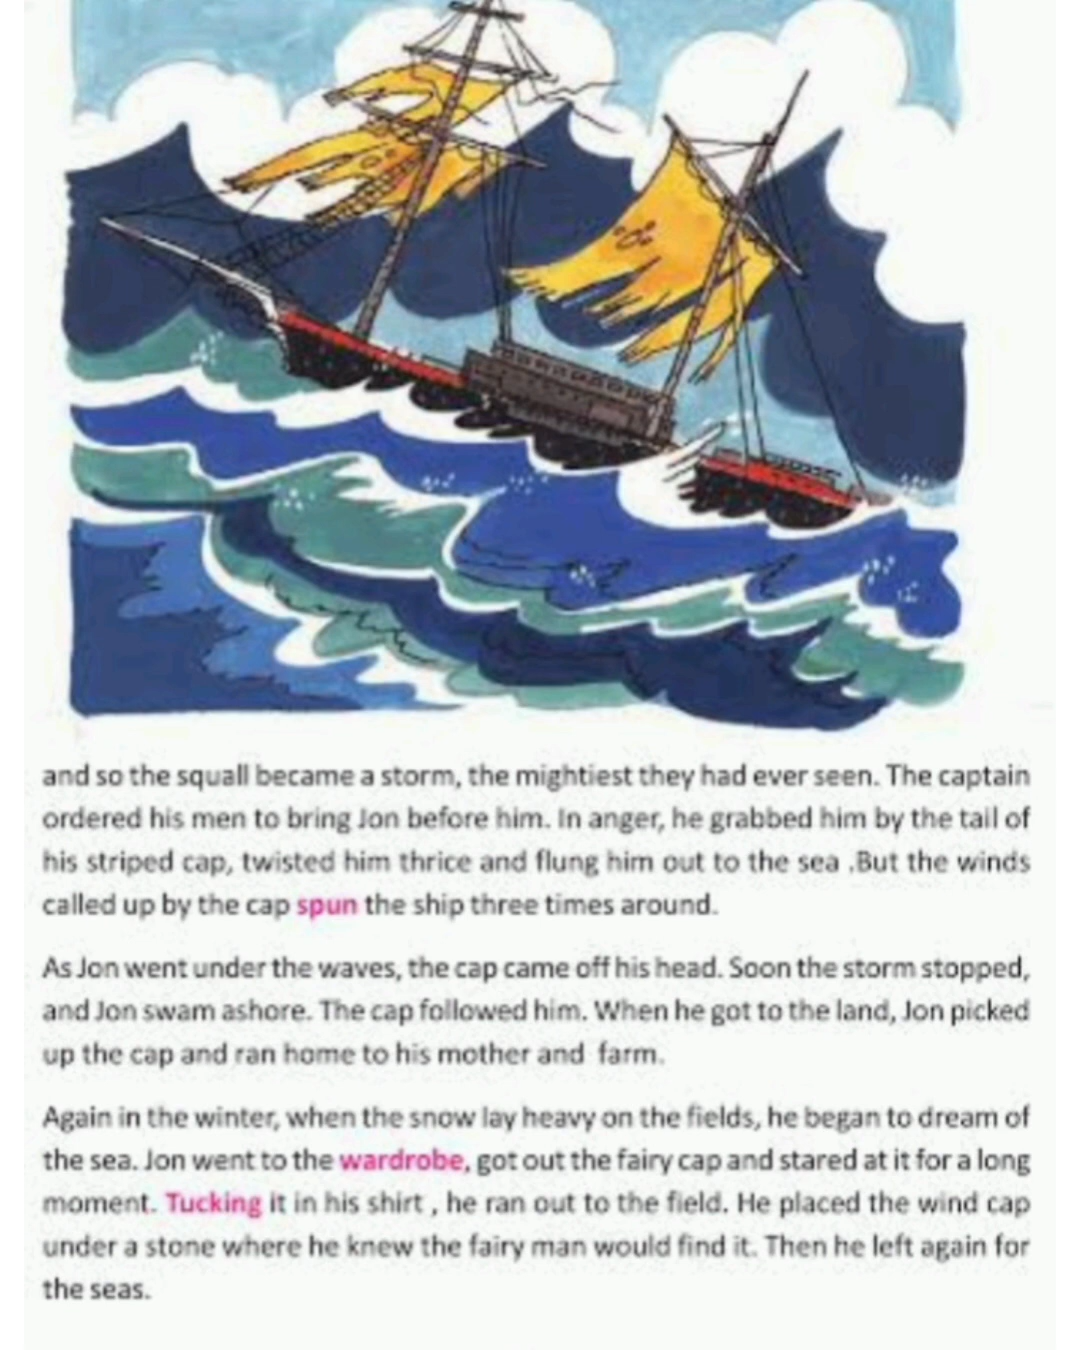 and so the squall became a storm, the mightiest they had ever seen. The captain
ordered his men to bring Jon before him. In anger, he grabbed him by the tail of
his striped cap, twisted him thrice and flung him out to the sea .But the winds
called up by the cap spun the ship three times around.
As Jon went under the waves, the cap came off his head. Soon the storm stopped,
and Jon swam ashore. The cap followed him. When he got to the land, Jon picked
up the cap and ran home to his mother and farm.
Again in the winter, when the snow lay heavy on the fields, he began to dream of
the sea. Jon went to the wardrobe, got out the fairy cap and stared at it for a long
moment. Tucking it in his shirt , he ran out to the field. He placed the wind cap
under a stone where he knew the fairy man would find it. Then he left again for
the seas.